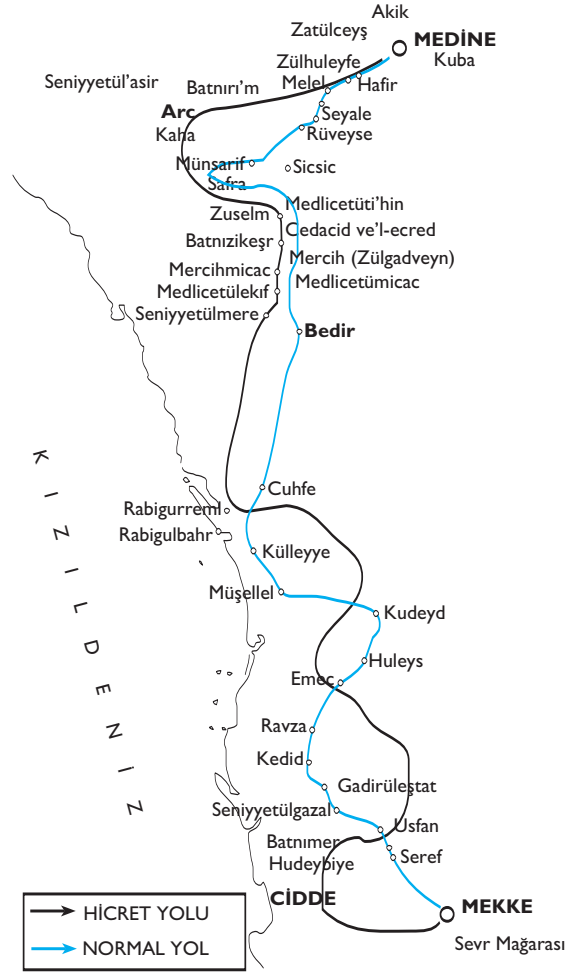 Akik
Zatülceyş
MEDİNE
Kuba
Zülhuleyfe
Hafir
Seniyyetül’asir
Batnırı’m
Melel
Arc
Seyale
Kaha
Rüveyse
Münsarif
Sicsic
Safra
Zuselm
Medlicetüti’hin
Cedacid ve’l-ecred
Batnızikeşr
Mercih (Zülgadveyn)
Mercihmicac
Medlicetümicac
Medlicetülekıf
Seniyyetülmere
Bedir
Cuhfe
Rabigurreml
Rabigulbahr
Külleyye
Müşellel
Kudeyd
Huleys
Emec
KIZILDENİZ
Ravza
Kedid
Gadirüleştat
Seniyyetülgazal
Usfan
Batnımer
Seref
Hudeybiye
CİDDE
MEKKE
Sevr Mağarası
HİCRET YOLU
NORMAL YOL